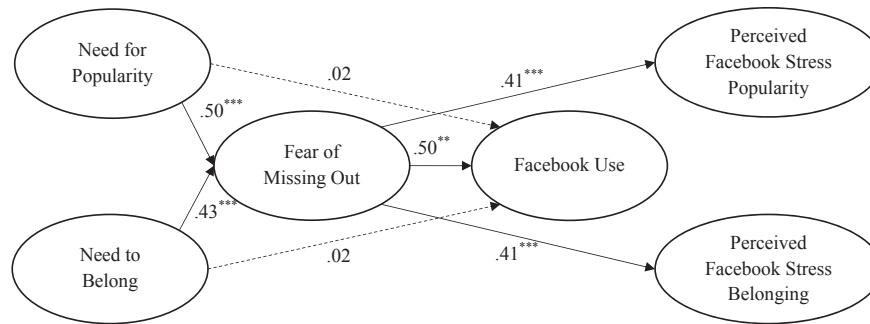 Need for
Popularity
.02
.50***
Perceived
Facebook Stress
Popularity
.41***
Fear of
Missing Out
.50**
Facebook Use
.43***
Need to
Belong
.02
.41***
Perceived
Facebook Stress
Belonging